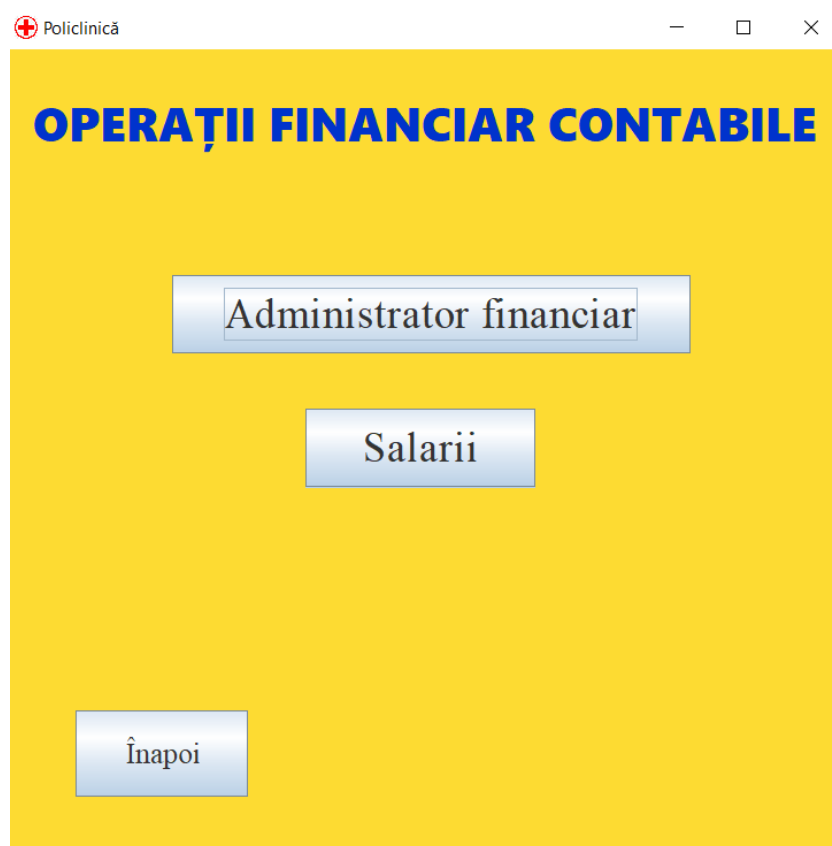 Policlinică
OPERAȚII FINANCIAR CONTABILE
Administrator financiar
Salarii
Înapoi